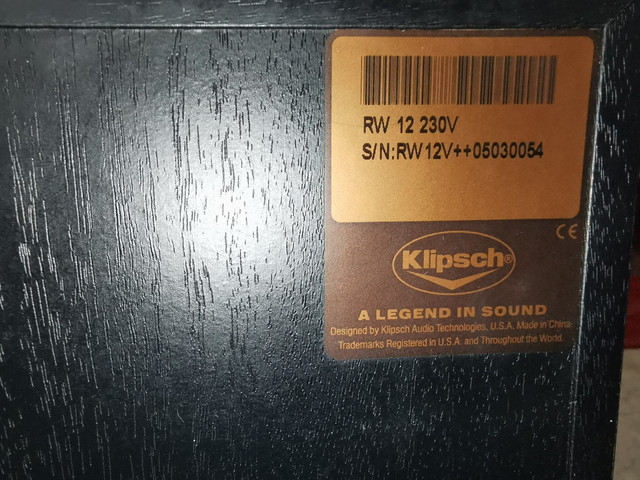 RW 12 230V
S/N:RW12V++05030054
CE
Klipsch®
A LEGEND IN SOUND
Designed by Klipsch Audio Technologies, U.S.A. Made in China.
Trademarks Registered in U.S.A. and Throughout the World.